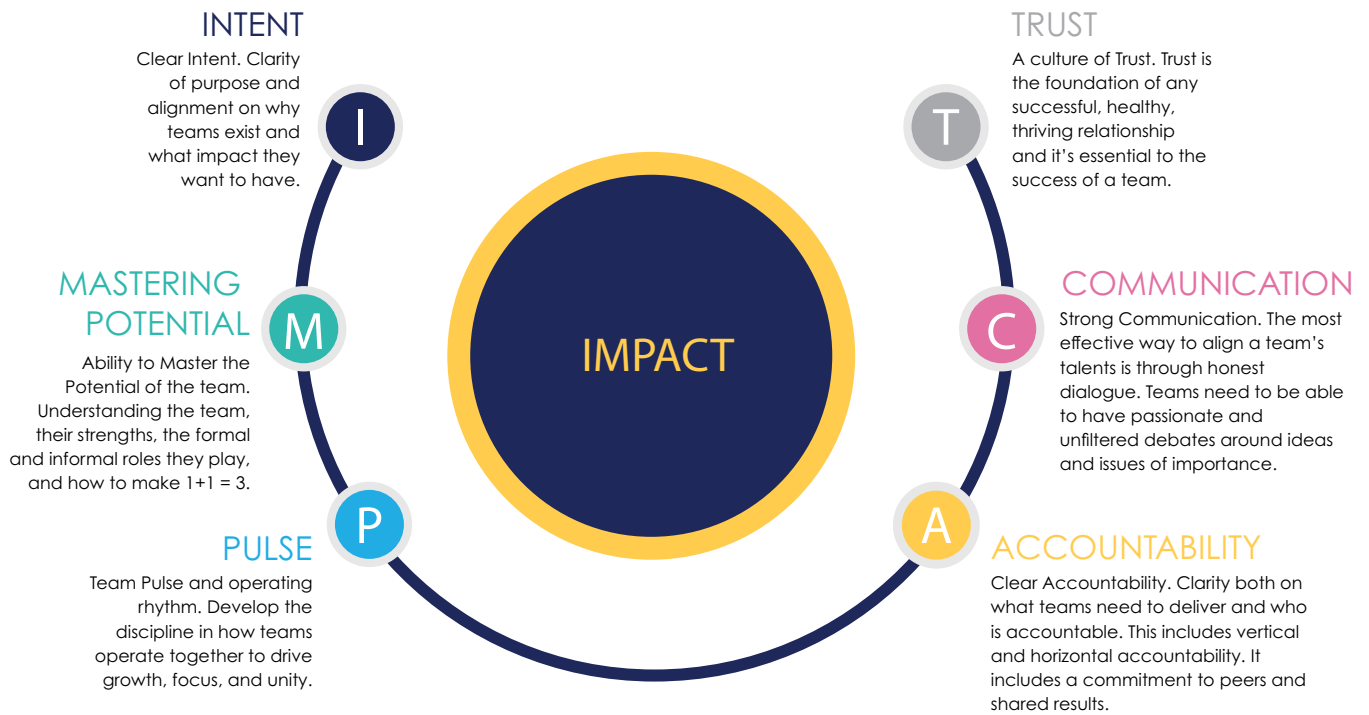 INTENT
Clear Intent. Clarity
of purpose and
alignment on why
teams exist and
what impact they
want to have.
I
MASTERING
POTENTIAL
Ability to Master the
Potential of the team.
Understanding the team,
their strengths, the formal
and informal roles they play,
and how to make 1+1 = 3.
M
PULSE
Team Pulse and operating
rhythm. Develop the
discipline in how teams
operate together to drive
growth, focus, and unity.
P
IMPACT
A
ACCOUNTABILITY
Clear Accountability. Clarity both on
what teams need to deliver and who
is accountable. This includes vertical
and horizontal accountability. It
includes a commitment to peers and
shared results.
C
COMMUNICATION
Strong Communication. The most
effective way to align a team’s
talents is through honest
dialogue. Teams need to be able
to have passionate and
unfiltered debates around ideas
and issues of importance.
T
TRUST
A culture of Trust. Trust is
the foundation of any
successful, healthy,
thriving relationship
and it’s essential to the
success of a team.